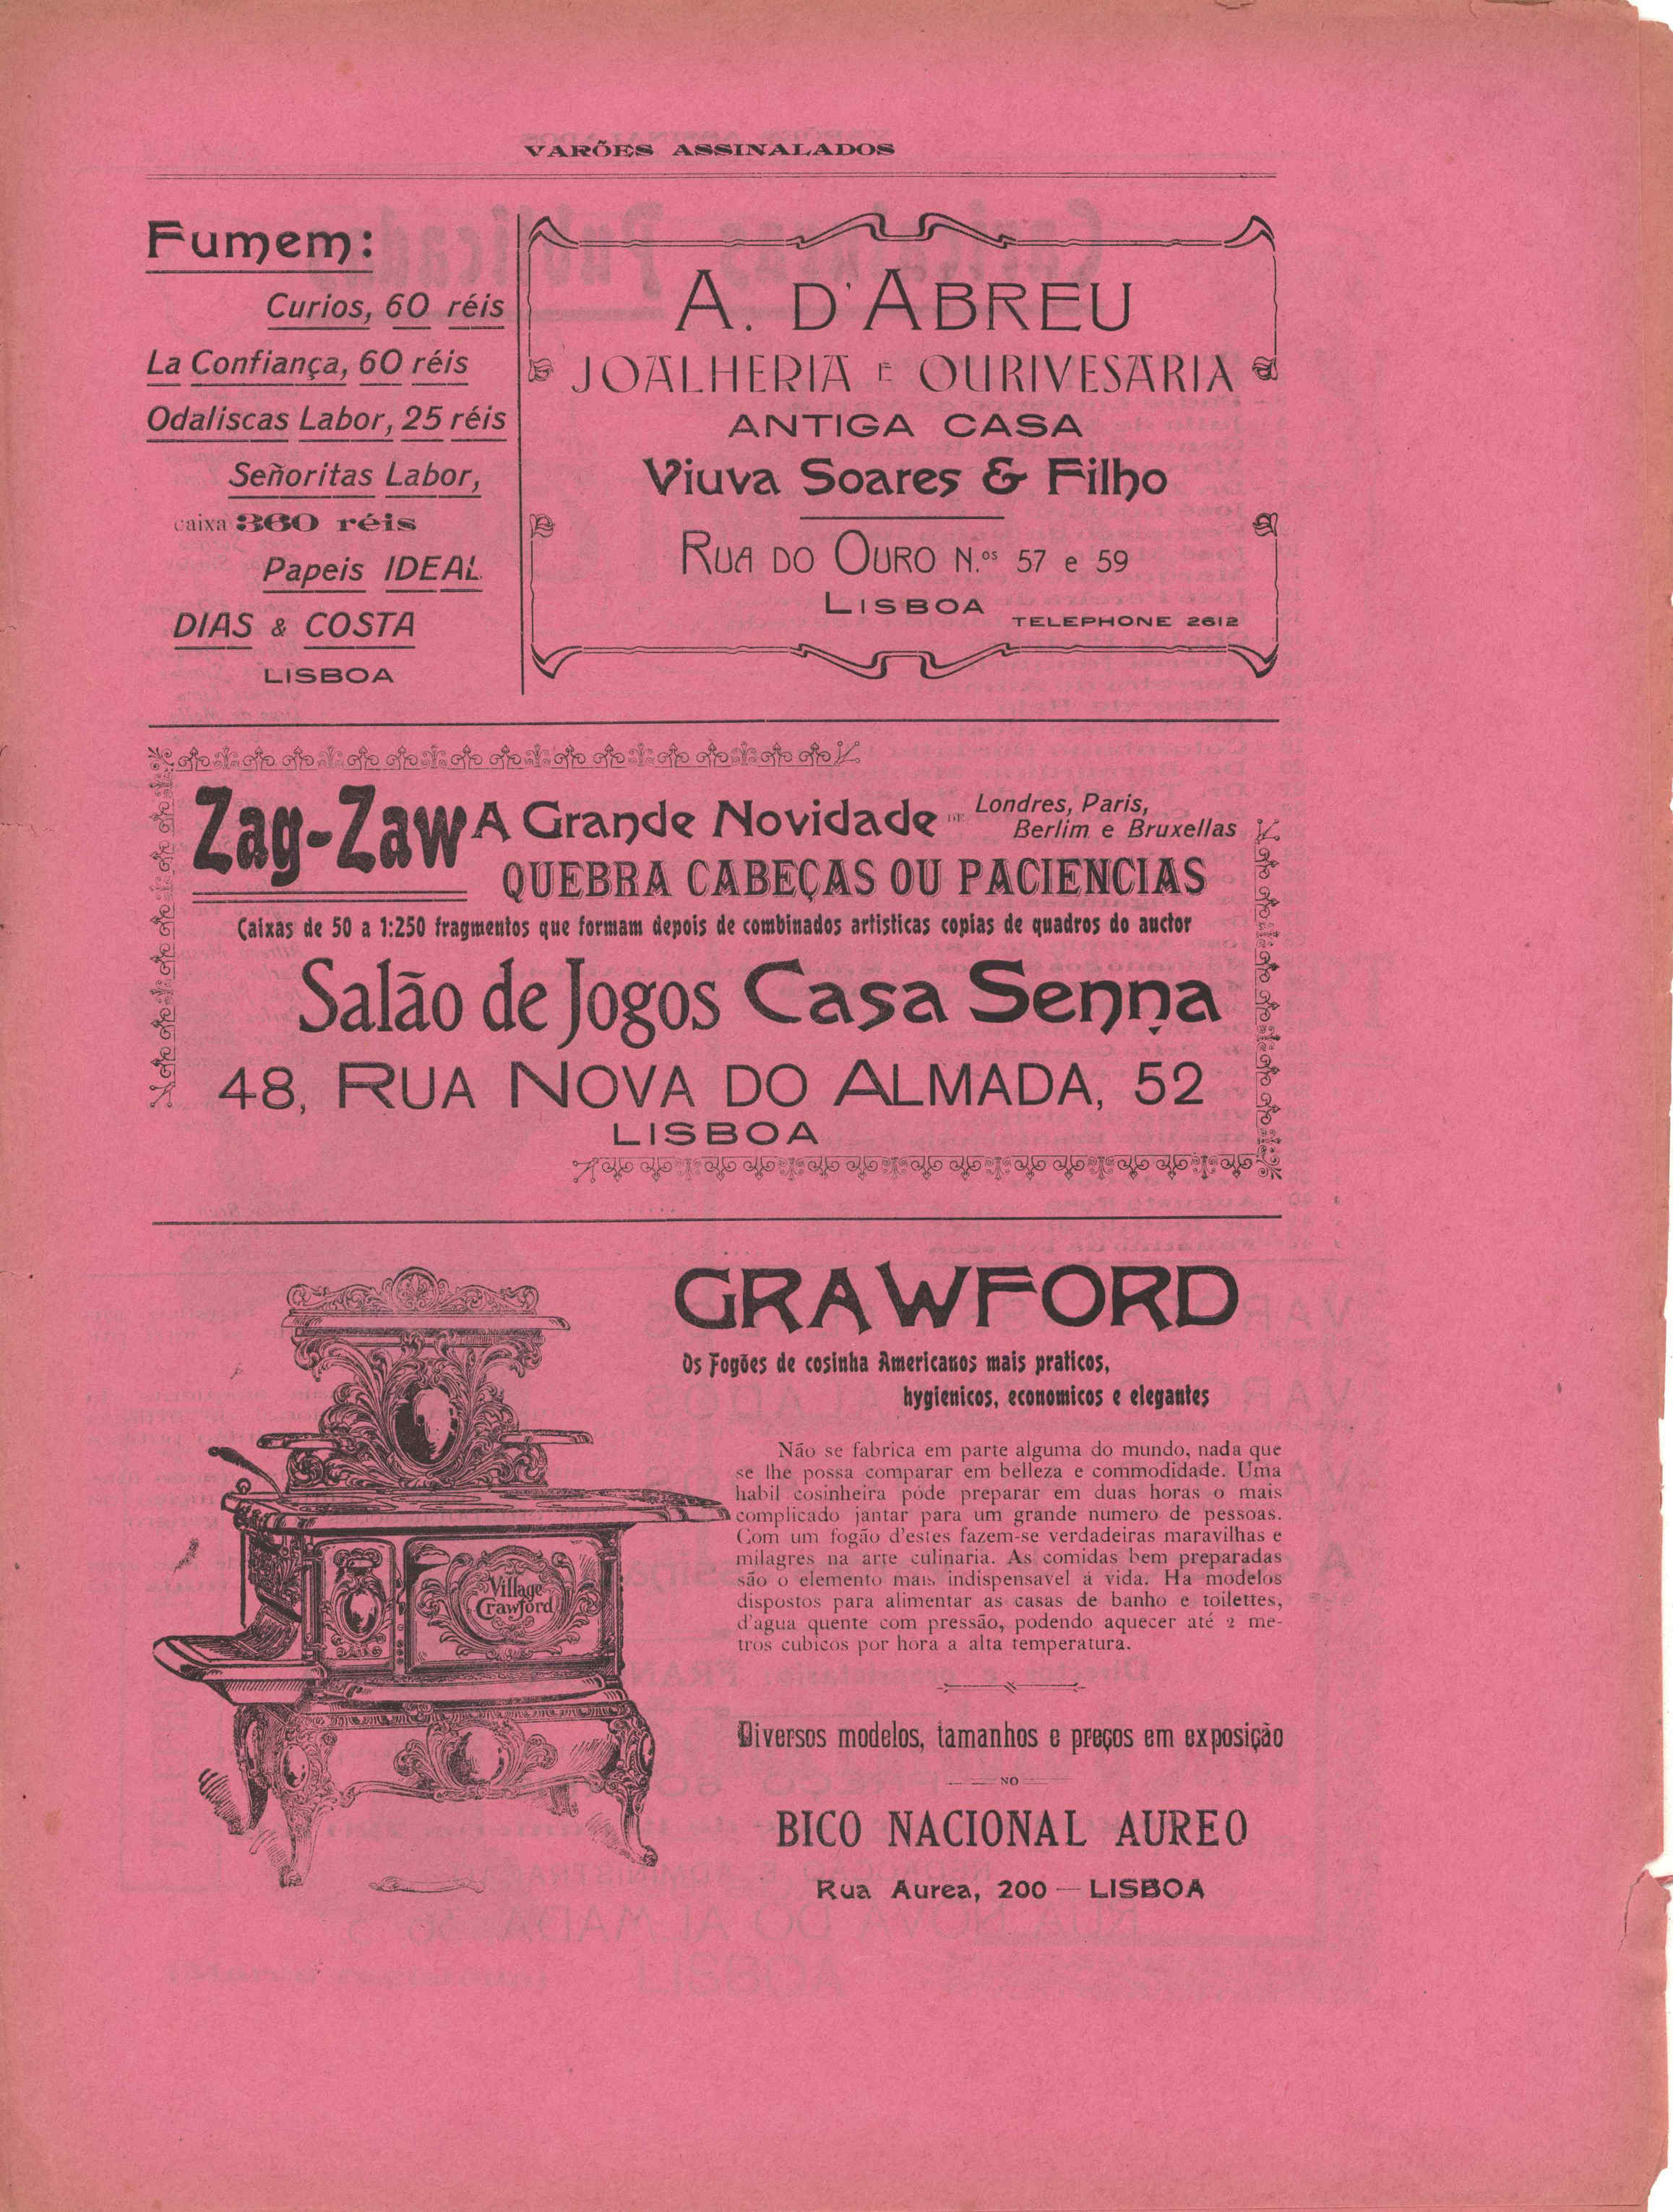 VARÕES ASSINALADOS
Fumem:
Curios, 60 réis
La Confiança, 60 réis
Odaliscas Labor, 25 réis
Señoritas Labor,
caixa 360 réis
Papeis IDEAL
DIAS & COSTA
LISBOA
A. D'ABREU
JOALHERIA E OURIVESARIA
ANTIGA CASA
Viuva Soares & Filho
RUA DO OURO N.os 57 e 59
LISBOA
TELEPHONE 2612
Zag-Zaw A Grande Novidade DE Londres, Paris,
Berlim e Bruxellas
QUEBRA CABEÇAS OU PACIENCIAS
Caixas de 50 a 1:250 fragmentos que formam depois de combinados artisticas copias de quadros do auctor
Salão de Jogos Casa Senna
48, RUA NOVA DO ALMADA, 52
LISBOA
GRAWFORD
Os Fogões de cosinha Americanos mais praticos,
hygienicos, economicos e elegantes
Não se fabrica em parte alguma do mundo, nada que
se lhe possa comparar em belleza e commodidade. Uma
habil cosinheira póde preparar em duas horas o mais
complicado jantar para um grande numero de pessoas.
Com um fogão d'estes fazem-se verdadeiras maravilhas e
milagres na arte culinaria. As comidas bem preparadas
são o elemento mais indispensavel á vida. Ha modelos
dispostos para alimentar as casas de banho e toilettes,
d'agua quente com pressão, podendo aquecer até 2 me-
tros cubicos por hora a alta temperatura.
Village
Crawford
Diversos modelos, tamanhos e preços em exposição
NO
BICO NACIONAL AUREO
Rua Aurea, 200 — LISBOA